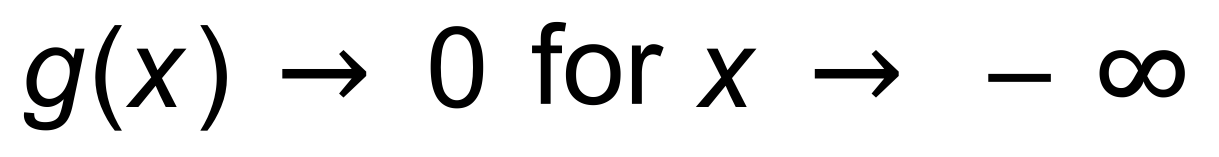 g(x) → 0 for x → − ∞